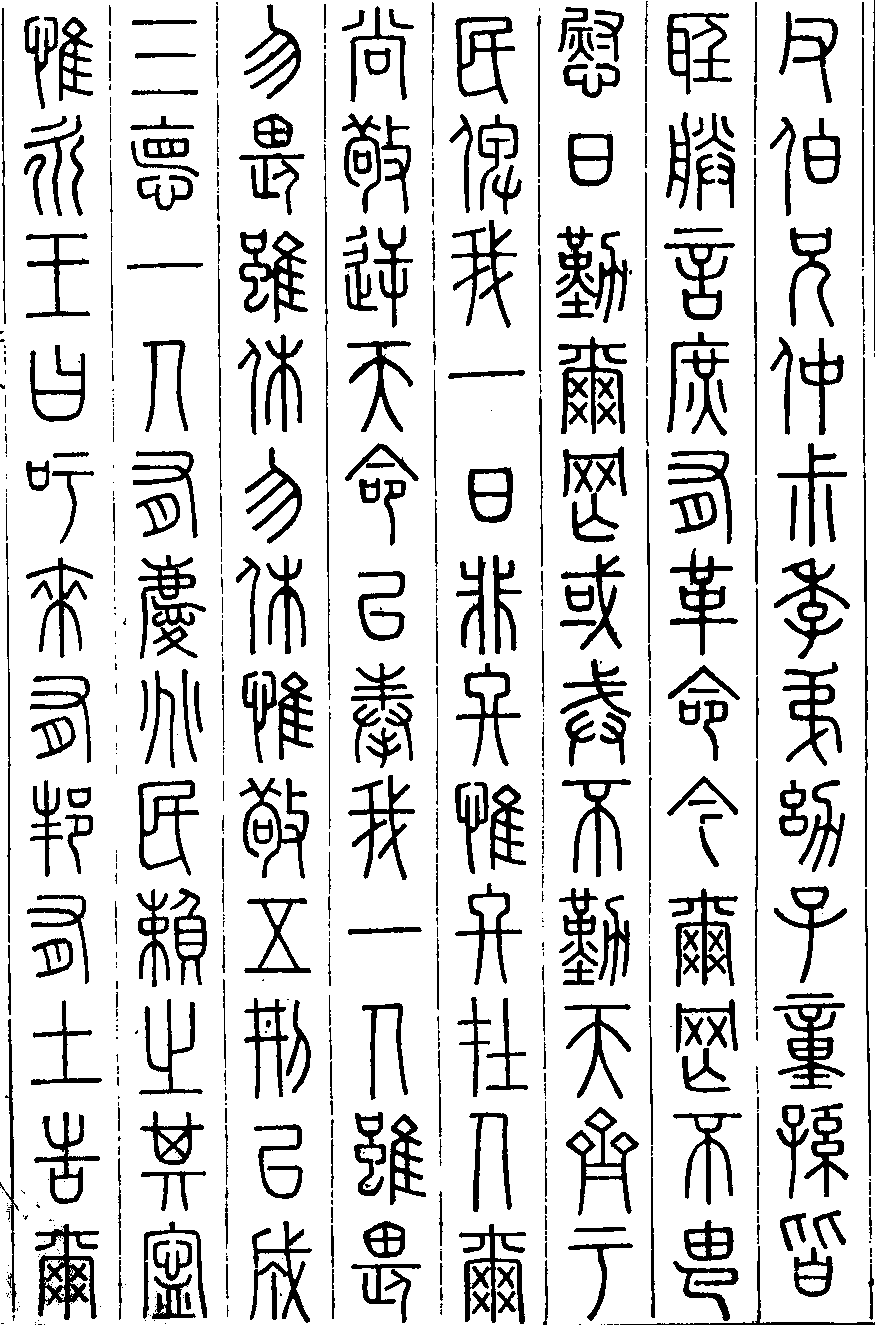 父伯兄仲叔季弟幼子童孫皆
聽朕言庶有格命今爾罔不由
慰曰勤爾罔或戒不勤天齊于
民俾我一日非終惟終在人爾
尚敬逆天命以奉我一人雖畏
勿畏雖休勿休惟敬五刑以成
三德一人有慶兆民賴之其寧
惟永王曰吁來有邦有土告爾